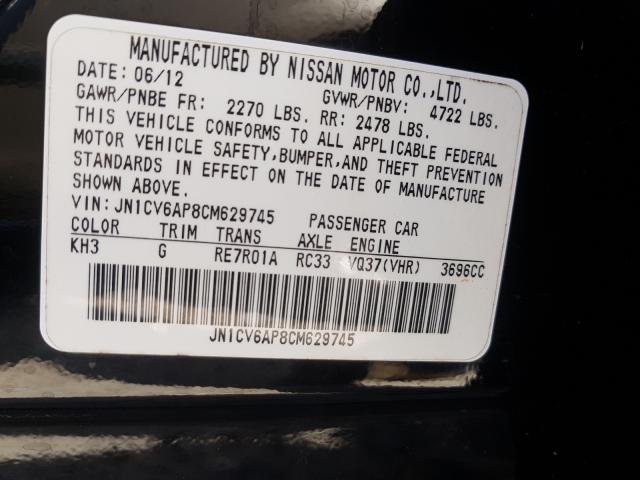 MANUFACTURED BY NISSAN MOTOR CO.,LTD.
DATE: 06/12 GVWR/PNBV: 4722 LBS.
GAWR/PNBE FR: 2270 LBS. RR: 2478 LBS.
THIS VEHICLE CONFORMS TO ALL APPLICABLE FEDERAL
MOTOR VEHICLE SAFETY,BUMPER,AND THEFT PREVENTION
STANDARDS IN EFFECT ON THE DATE OF MANUFACTURE
SHOWN ABOVE.
VIN: JN1CV6AP8CM629745 PASSENGER CAR
COLOR TRIM TRANS AXLE ENGINE
KH3 G RE7R01A RC33 VQ37(VHR) 3696CC
JN1CV6AP8CM629745